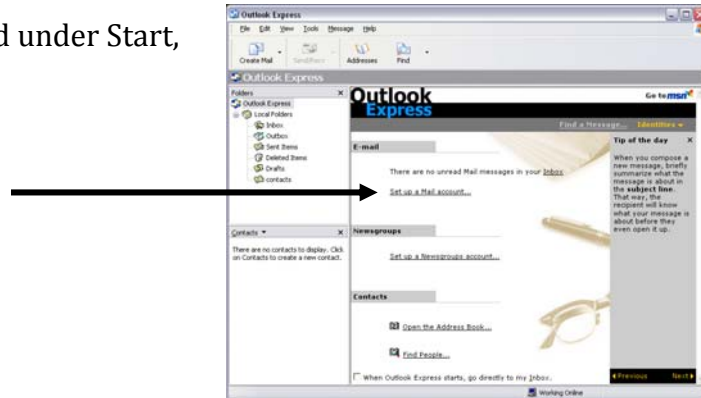 d under Start,
Outlook Express
File Edit View Tools Message Help
Create Mail Send/Recv Addresses Find
Outlook Express
Folders
Outlook Express
Local Folders
Inbox
Outbox
Sent Items
Deleted Items
Drafts
contacts
Contacts
There are no contacts to display. Click
on Contacts to create a new contact.
Outlook
Express
Go to msn
Find a Message... Identities
E-mail
There are no unread Mail messages in your Inbox
Set up a Mail account...
Newsgroups
Set up a Newsgroups account...
Contacts
Open the Address Book...
Find People...
When Outlook Express starts, go directly to my Inbox.
Tip of the day
When you compose a
new message, briefly
summarize what the
message is about in
the subject line.
That way, the
recipient will know
what your message is
about before they
even open it up.
Previous Next
Working Online